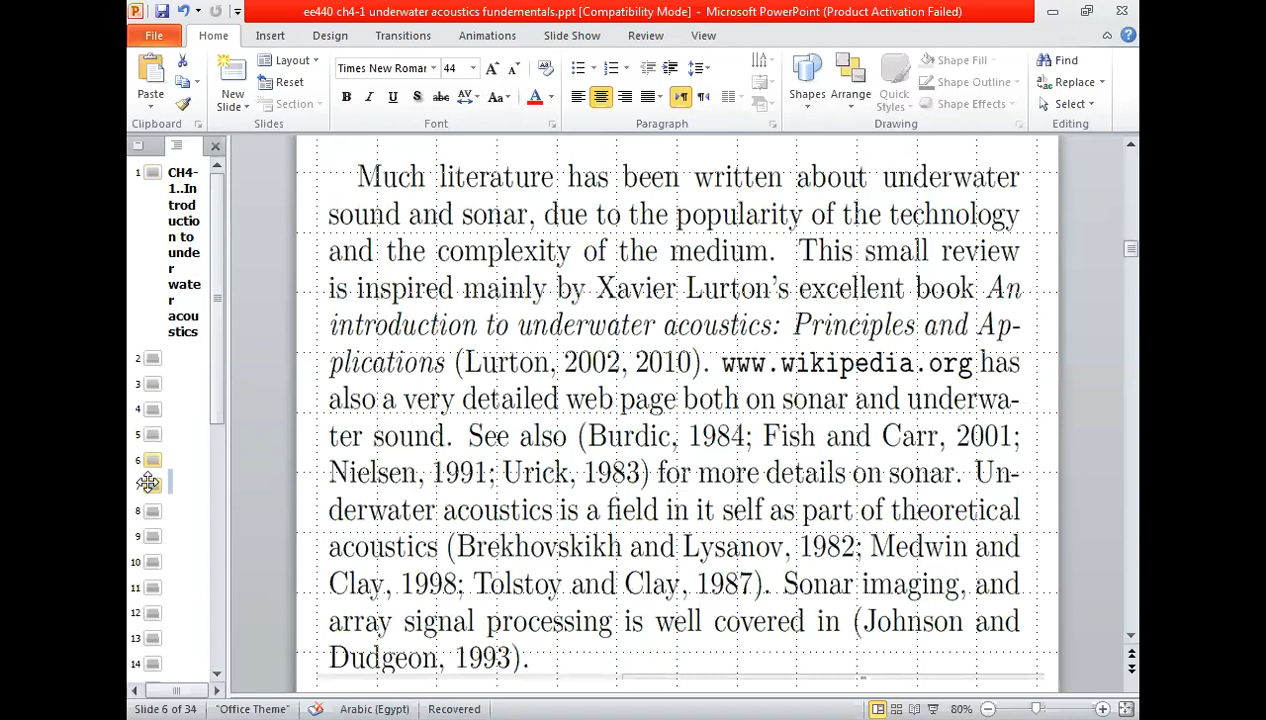 ee440 ch4-1 underwater acoustics fundementals.ppt [Compatibility Mode] - Microsoft PowerPoint (Product Activation Failed)
File Home Insert Design Transitions Animations Slide Show Review View
Paste
Clipboard
New
Slide
Layout
Reset
Section
Slides
Times New Romar 44
Font
Paragraph
Shapes
Arrange
Quick
Styles
Shape Fill
Shape Outline
Shape Effects
Drawing
Find
Replace
Select
Editing
1 CH4-
1..In
trod
uctio
n to
unde
r
wate
r
acou
stics
2
3
4
5
6
7
8
9
10
11
12
13
14
Much literature has been written about underwater
sound and sonar, due to the popularity of the technology
and the complexity of the medium. This small review
is inspired mainly by Xavier Lurton's excellent book An
introduction to underwater acoustics: Principles and Ap-
plications (Lurton, 2002, 2010). www.wikipedia.org has
also a very detailed web page both on sonar and underwa-
ter sound. See also (Burdic, 1984; Fish and Carr, 2001;
Nielsen, 1991; Urick, 1983) for more details on sonar. Un-
derwater acoustics is a field in it self as part of theoretical
acoustics (Brekhovskikh and Lysanov, 1982; Medwin and
Clay, 1998; Tolstoy and Clay, 1987). Sonar imaging, and
array signal processing is well covered in (Johnson and
Dudgeon, 1993).
Slide 6 of 34 "Office Theme" Arabic (Egypt) Recovered 80%